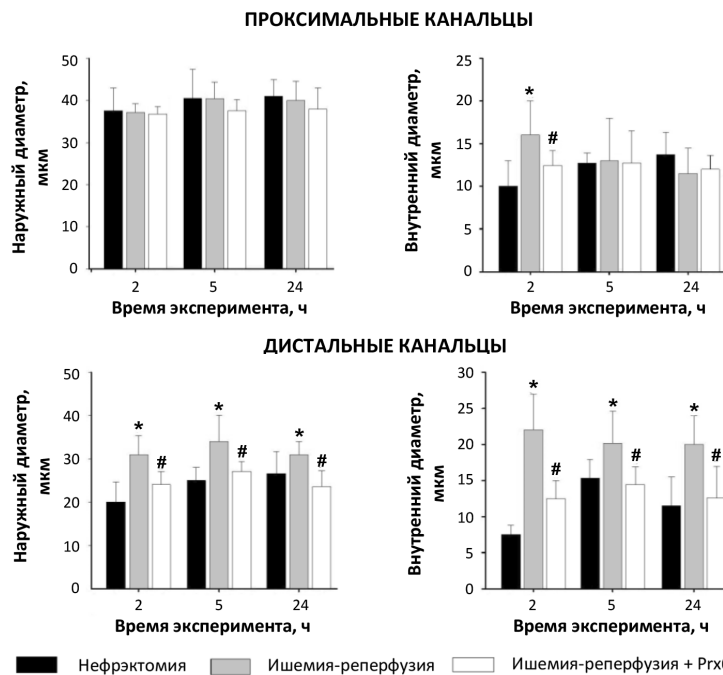 ПРОКСИМАЛЬНЫЕ КАНАЛЬЦЫ
Наружный диаметр, мкм
50
40
30
20
10
0
2 5 24
Время эксперимента, ч
Внутренний диаметр, мкм
25
20
15
10
5
0
*
#
2 5 24
Время эксперимента, ч
ДИСТАЛЬНЫЕ КАНАЛЬЦЫ
Наружный диаметр, мкм
50
40
30
20
10
0
* * *
# # #
2 5 24
Время эксперимента, ч
Внутренний диаметр, мкм
30
25
20
15
10
5
0
* * *
# # #
2 5 24
Время эксперимента, ч
Нефрэктомия Ишемия-реперфузия Ишемия-реперфузия +